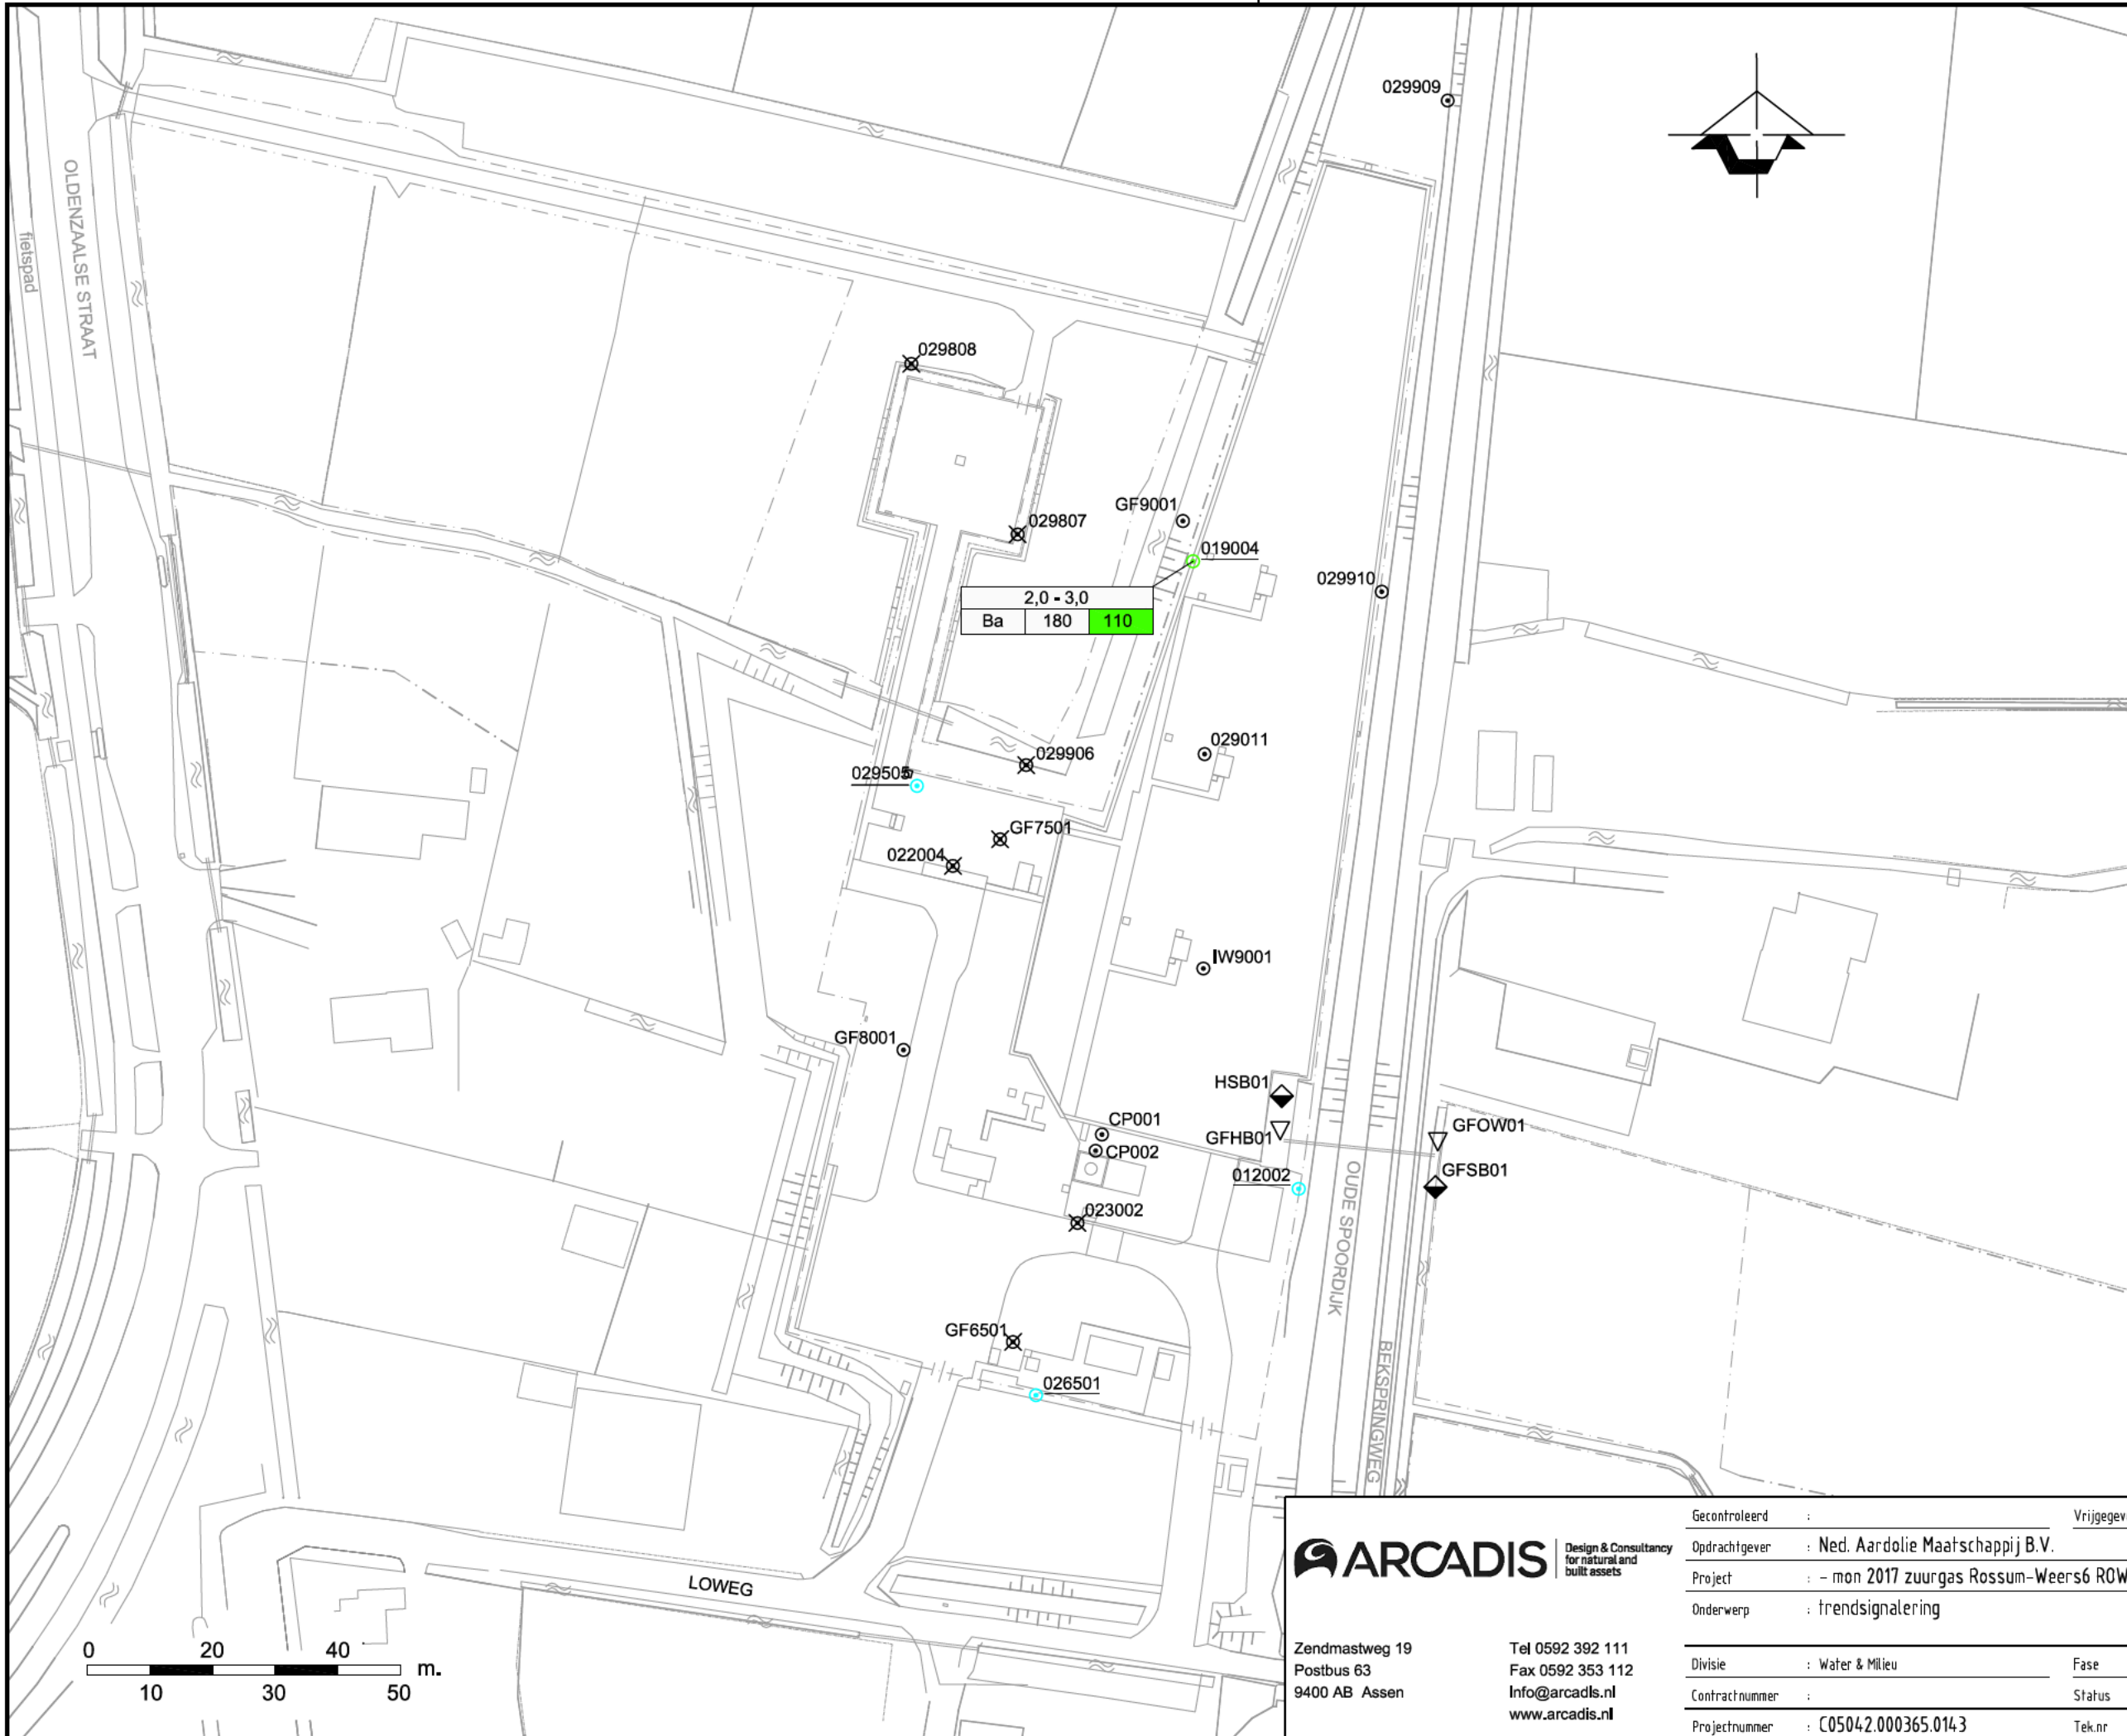 029909
OLDENZAALSE STRAAT
fietspad
029808
GF9001
029807
019004
029910
2,0 - 3,0
Ba 180 110
029011
029906
029505
GF7501
022004
IW9001
GF8001
HSB01
CP001
GFOW01
GFHB01
CP002
GFSB01
012002
023002
OUDE SPOORDIJK
GF6501
BEKSPRINGWEG
026501
LOWEG
0 20 40
m.
10 30 50
ARCADIS
Design & Consultancy
for natural and
built assets
Zendmastweg 19
Postbus 63
9400 AB Assen
Tel 0592 392 111
Fax 0592 353 112
Info@arcadis.nl
www.arcadis.nl
Gecontroleerd : Vrijgegev
Opdrachtgever : Ned. Aardolie Maatschappij B.V.
Project : - mon 2017 zuurgas Rossum-Weers6 ROW
Onderwerp : trendsignalering
Divisie : Water & Milieu Fase
Contractnummer : Status
Projectnummer : C05042.000365.0143 Tek.nr